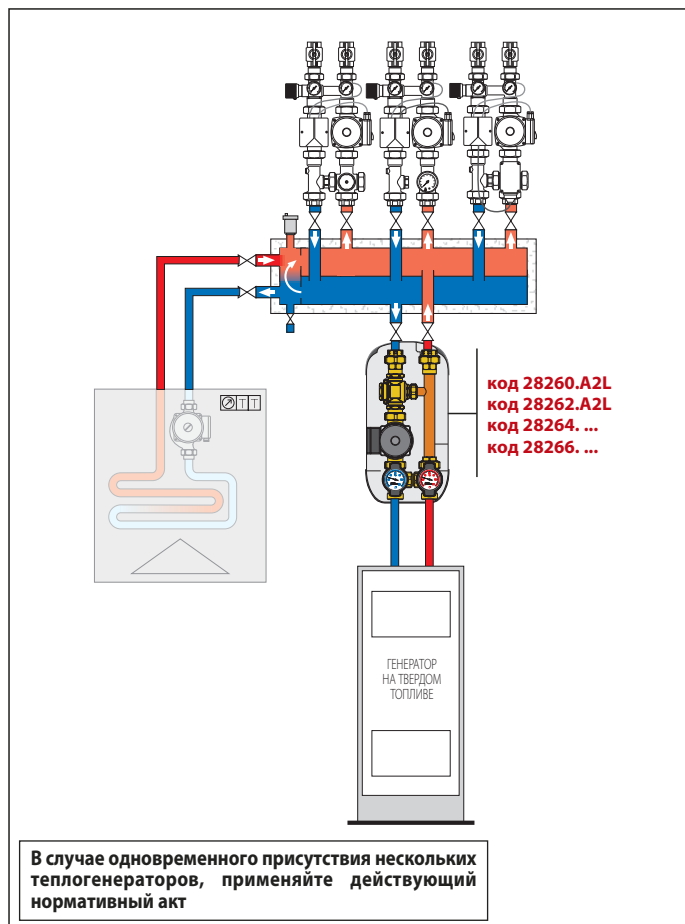 код 28260.A2L
код 28262.A2L
код 28264. ...
код 28266. ...
T T
ГЕНЕРАТОР
НА ТВЕРДОМ
ТОПЛИВЕ
В случае одновременного присутствия нескольких
теплогенераторов, применяйте действующий
нормативный акт